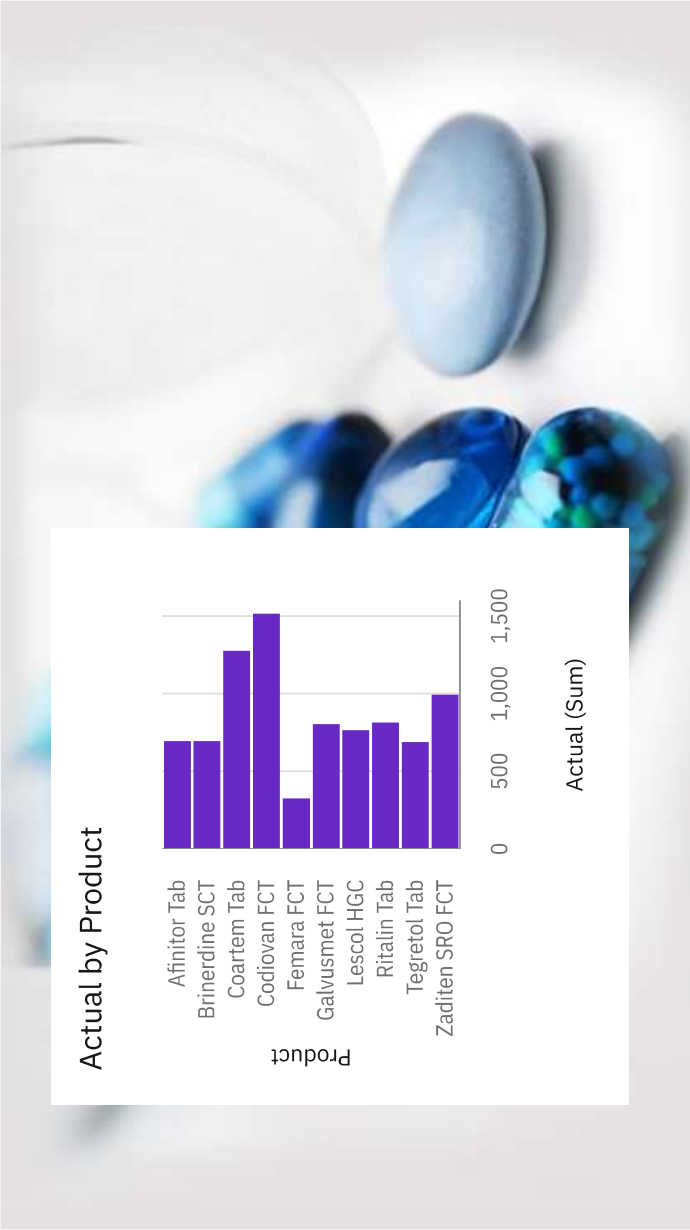 Actual by Product
Product
Afinitor Tab
Brinerdine SCT
Coartem Tab
Codiovan FCT
Femara FCT
Galvusmet FCT
Lescol HGC
Ritalin Tab
Tegretol Tab
Zaditen SRO FCT
0 500 1,000 1,500
Actual (Sum)